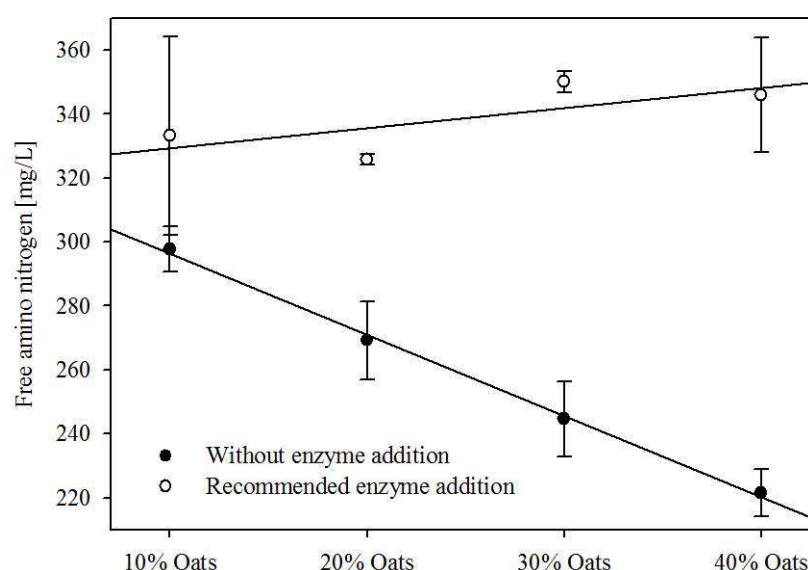 Free amino nitrogen [mg/L]
360
340
320
300
280
260
240
220
Without enzyme addition
Recommended enzyme addition
10% Oats 20% Oats 30% Oats 40% Oats